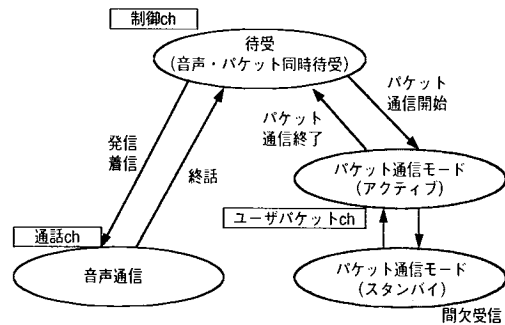 制御ch
待受
(音声・パケット同時待受)
パケット
通信開始
パケット
通信終了
発信
着信
終話
パケット通信モード
(アクティブ)
ユーザパケットch
通話ch
音声通信
パケット通信モード
(スタンバイ)
間欠受信